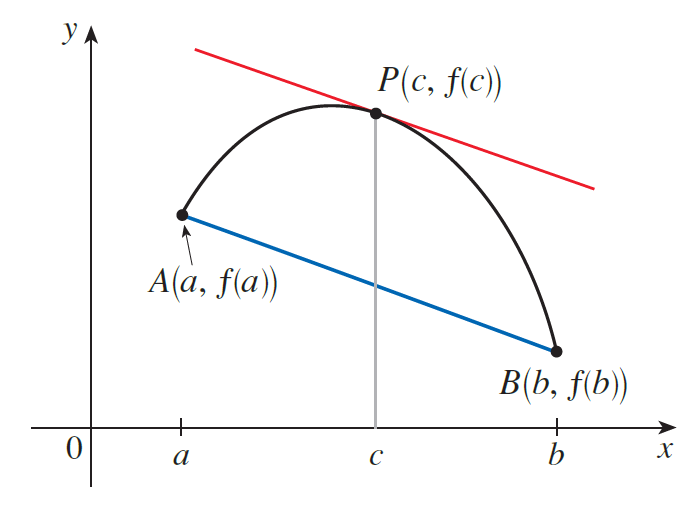 y
P(c, f(c))
A(a, f(a))
B(b, f(b))
0
a
c
b
x